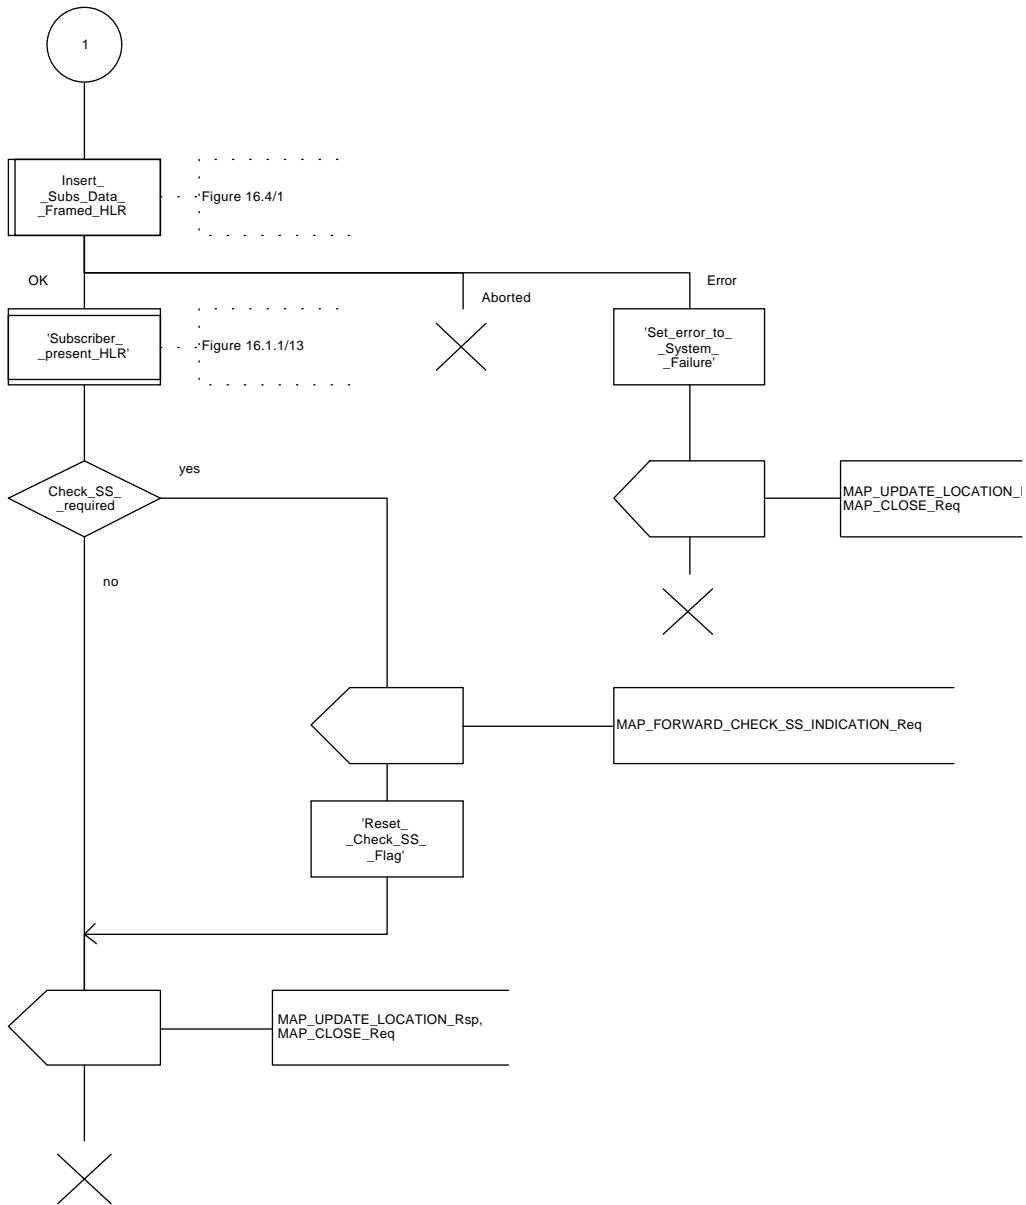 1
Insert_
_Subs_Data_
_Framed_HLR
Figure 16.4/1
OK
Aborted
Error
'Subscriber_
_present_HLR'
Figure 16.1.1/13
'Set_error_to_
_System_
_Failure'
Check_SS_
_required
yes
MAP_UPDATE_LOCATION_
MAP_CLOSE_Req
no
MAP_FORWARD_CHECK_SS_INDICATION_Req
'Reset_
_Check_SS_
_Flag'
MAP_UPDATE_LOCATION_Rsp,
MAP_CLOSE_Req